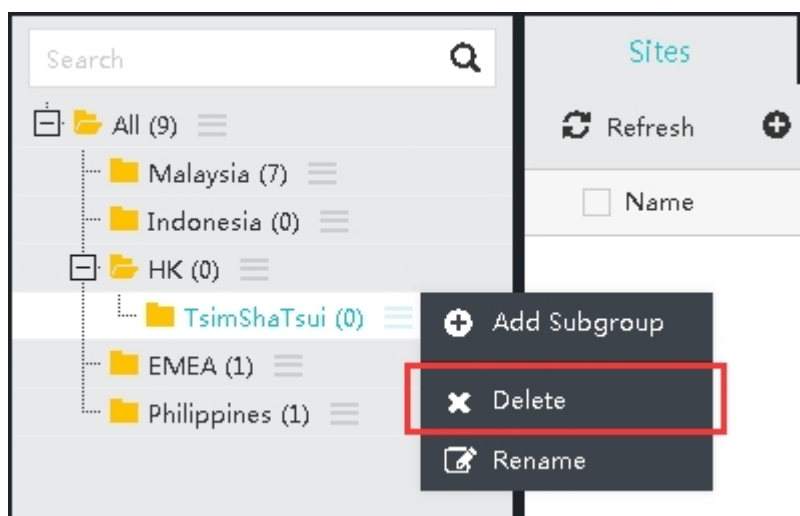 Search
All (9)
Malaysia (7)
Indonesia (0)
HK (0)
TsimShaTsui (0)
EMEA (1)
Philippines (1)
Sites
Refresh
Name
Add Subgroup
Delete
Rename